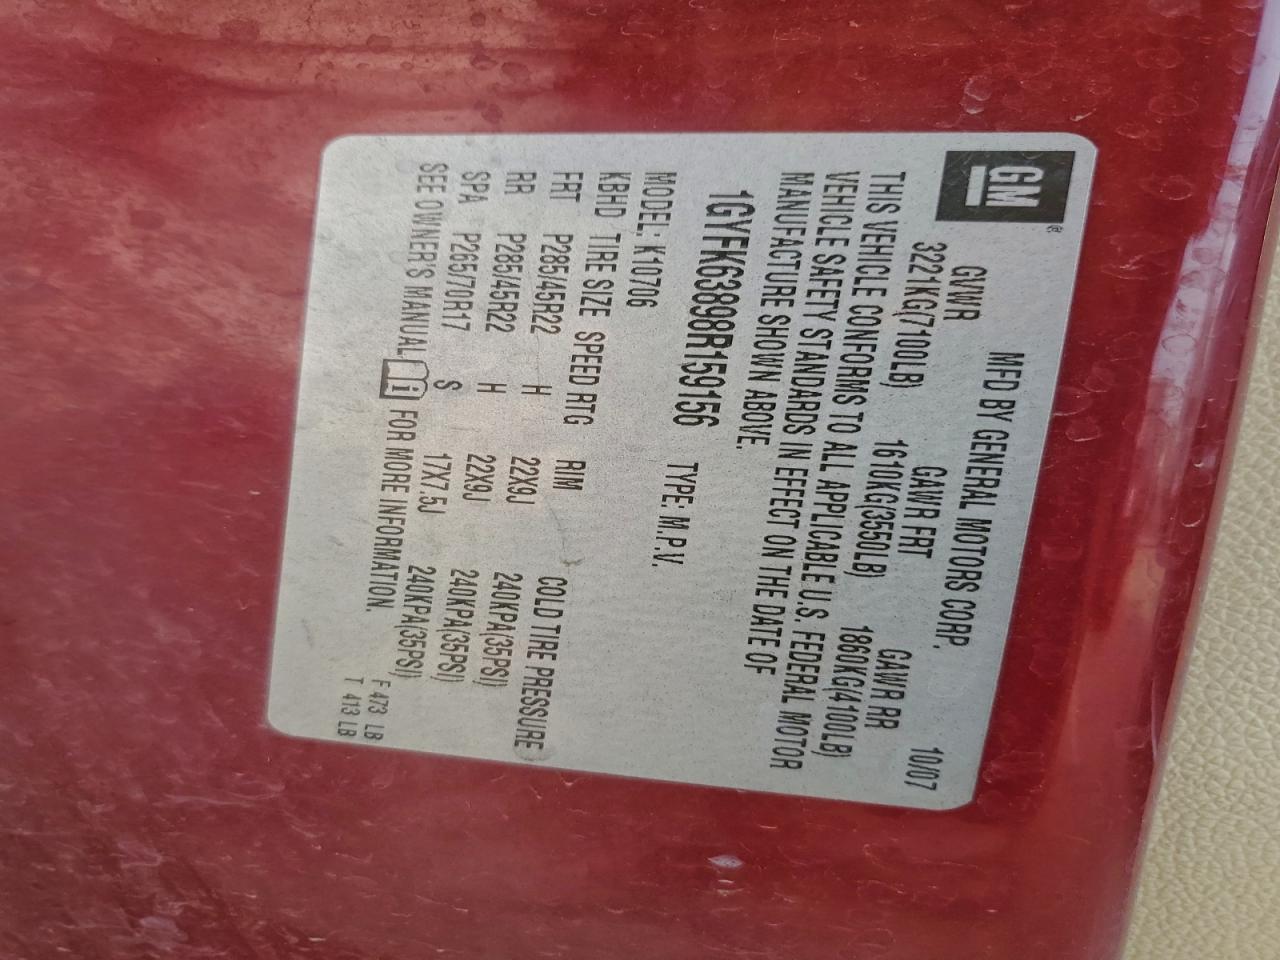 GM ®
MFD BY GENERAL MOTORS CORP. 10/07
GVWR GAWR FRT GAWR RR
3221KG(7100LB) 1610KG(3550LB) 1860KG(4100LB)
THIS VEHICLE CONFORMS TO ALL APPLICABLE U.S. FEDERAL MOTOR
VEHICLE SAFETY STANDARDS IN EFFECT ON THE DATE OF
MANUFACTURE SHOWN ABOVE.
1GYFK63898R159156 TYPE: M.P.V.
MODEL: K10706
KBHD TIRE SIZE SPEED RTG RIM COLD TIRE PRESSURE
FRT P285/45R22 H 22X9J 240KPA(35PSI)
RR P285/45R22 H 22X9J 240KPA(35PSI)
SPA P265/70R17 S 17X7.5J 240KPA(35PSI)
SEE OWNER'S MANUAL i FOR MORE INFORMATION.
F 473 LB
T 413 LB